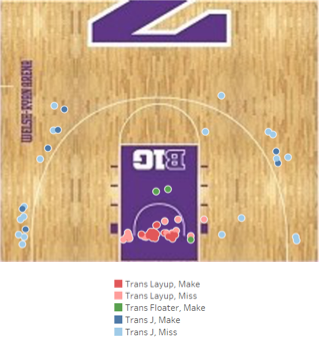 WELSH-RYAN ARENA
B1G
Trans Layup, Make
Trans Layup, Miss
Trans Floater, Make
Trans J, Make
Trans J, Miss